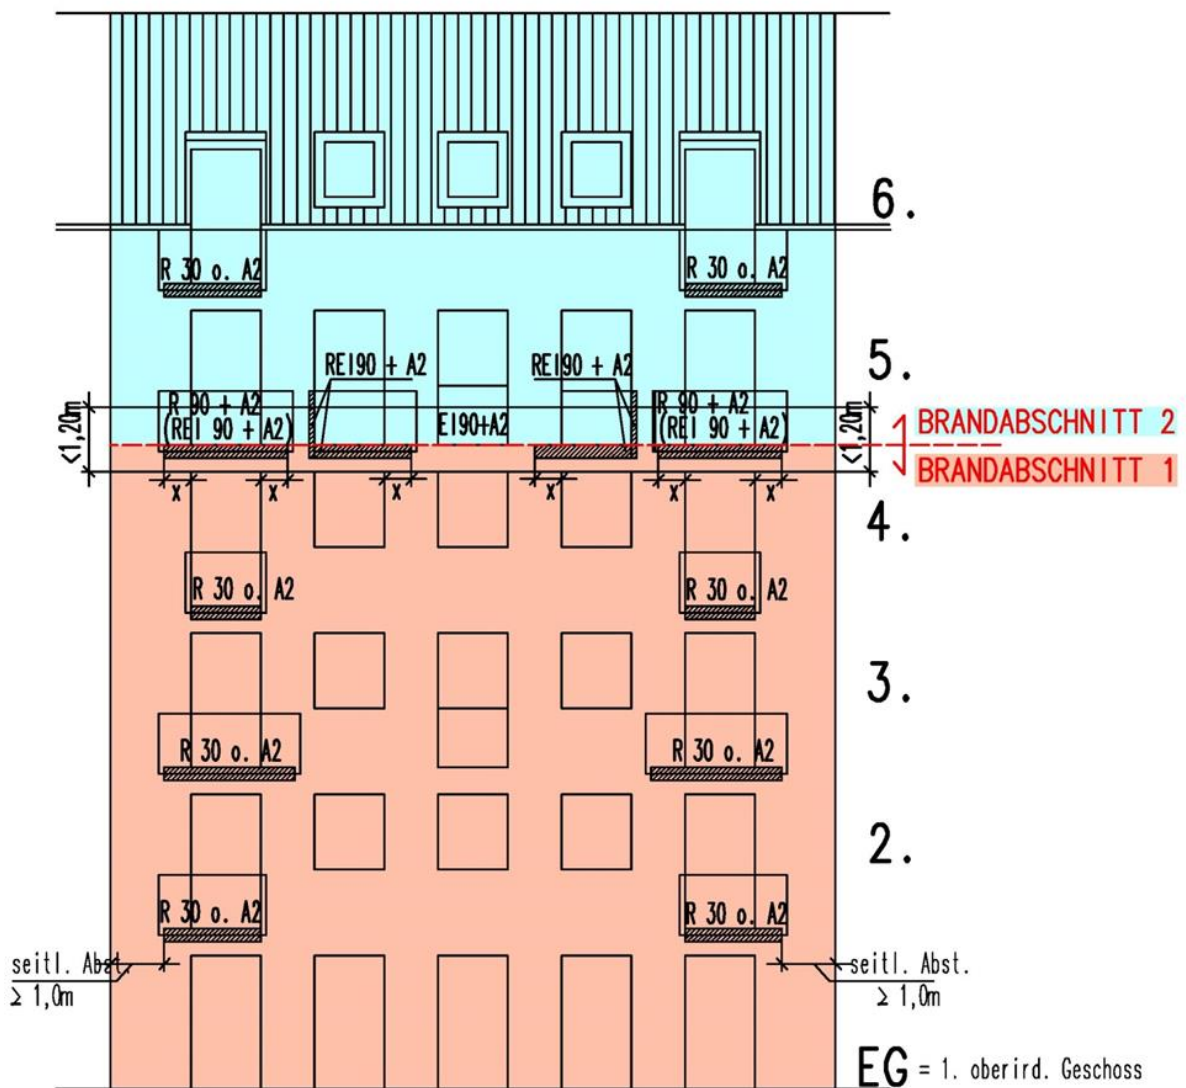 6.
R 30 o. A2
R 30 o. A2
5.
REI90 + A2
REI90 + A2
<1,20m
R 90 + A2
(REI 90 + A2)
EI90+A2
R 90 + A2
(REI 90 + A2)
<1,20m
BRANDABSCHNITT 2
BRANDABSCHNITT 1
x
x
x
x
x
x
4.
R 30 o. A2
R 30 o. A2
3.
R 30 o. A2
R 30 o. A2
2.
R 30 o. A2
R 30 o. A2
seitl. Abst.
≥ 1,0m
seitl. Abst.
≥ 1,0m
EG = 1. oberird. Geschoss